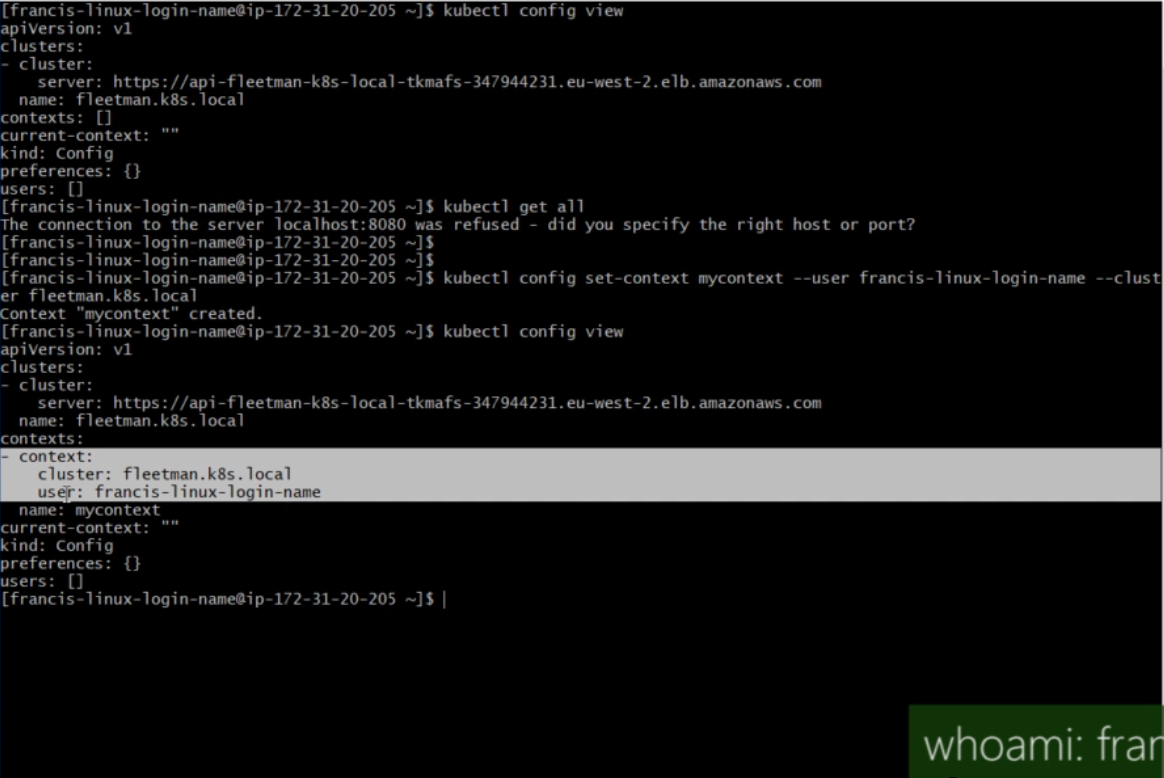 [francis-linux-login-name@ip-172-31-20-205 ~]$ kubectl config view
apiVersion: v1
clusters:
- cluster:
    server: https://api-fleetman-k8s-local-tkmafs-347944231.eu-west-2.elb.amazonaws.com
  name: fleetman.k8s.local
contexts: []
current-context: ""
kind: Config
preferences: {}
users: []
[francis-linux-login-name@ip-172-31-20-205 ~]$ kubectl get all
The connection to the server localhost:8080 was refused - did you specify the right host or port?
[francis-linux-login-name@ip-172-31-20-205 ~]$
[francis-linux-login-name@ip-172-31-20-205 ~]$
[francis-linux-login-name@ip-172-31-20-205 ~]$ kubectl config set-context mycontext --user francis-linux-login-name --clust
er fleetman.k8s.local
Context "mycontext" created.
[francis-linux-login-name@ip-172-31-20-205 ~]$ kubectl config view
apiVersion: v1
clusters:
- cluster:
    server: https://api-fleetman-k8s-local-tkmafs-347944231.eu-west-2.elb.amazonaws.com
  name: fleetman.k8s.local
contexts:
- context:
    cluster: fleetman.k8s.local
    user: francis-linux-login-name
  name: mycontext
current-context: ""
kind: Config
preferences: {}
users: []
[francis-linux-login-name@ip-172-31-20-205 ~]$
whoami: fran